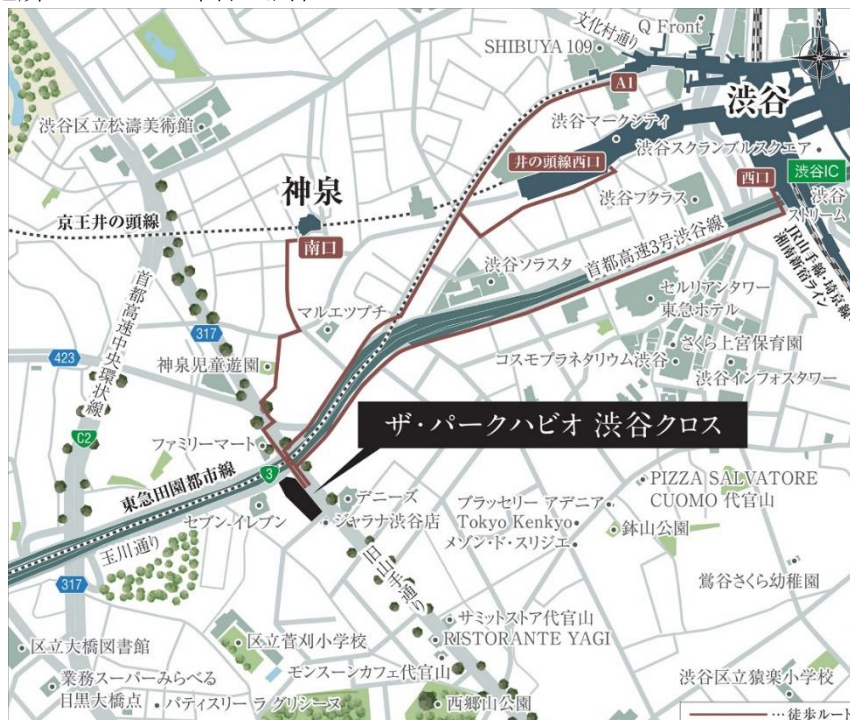 文化村通り
Q Front
SHIBUYA 109
A1
渋谷
渋谷区立松濤美術館
渋谷マークシティ
井の頭線西口
渋谷スクランブルスクエア
渋谷IC
西口
神泉
渋谷フクラス
渋谷
ストリーム
京王井の頭線
南口
首都高速3号渋谷線
JR山手線・埼京線
湘南新宿ライン
渋谷ソラスタ
首都高速中央環状線
マルエツプチ
セルリアンタワー
東急ホテル
317
423
神泉児童遊園
コスモプラネタリウム渋谷
さくら上宮保育園
渋谷インフォスタワー
ザ・パークハビオ 渋谷クロス
C2
ファミリーマート
東急田園都市線
3
デニーズ
セブン-イレブン
ジャラナ渋谷店
玉川通り
317
ブラッセリー アデニア
Tokyo Kenkyo
メゾン・ド・スリジエ
PIZZA SALVATORE
CUOMO 代官山
鉢山公園
旧山手通り
鶯谷さくら幼稚園
サミットストア代官山
RISTORANTE YAGI
区立大橋図書館
区立菅刈小学校
モンスーンカフェ代官山
業務スーパーみらべる
目黒大橋点
パティスリー ラ グリシーヌ
西郷山公園
渋谷区立猿楽小学校
…徒歩ルート